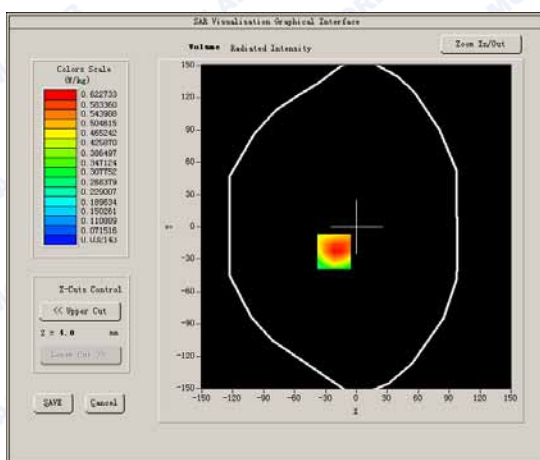 SAR Visualisation Graphical Interface
Volume Radiated Intensity
Zoom In/Out
Colors Scale
(W/kg)
0.622733
0.583360
0.543988
0.504615
0.465242
0.425870
0.386497
0.347124
0.307752
0.268379
0.229007
0.189634
0.150261
0.110889
0.071516
150
120
90
60
30
0
-30
-60
-90
-120
-150
-150 -120 -90 -60 -30 0 30 60 90 120 150
X
Z-Cuts Control
<< Upper Cut
Z = 4.0 mm
Lower Cut >>
SAVE Cancel